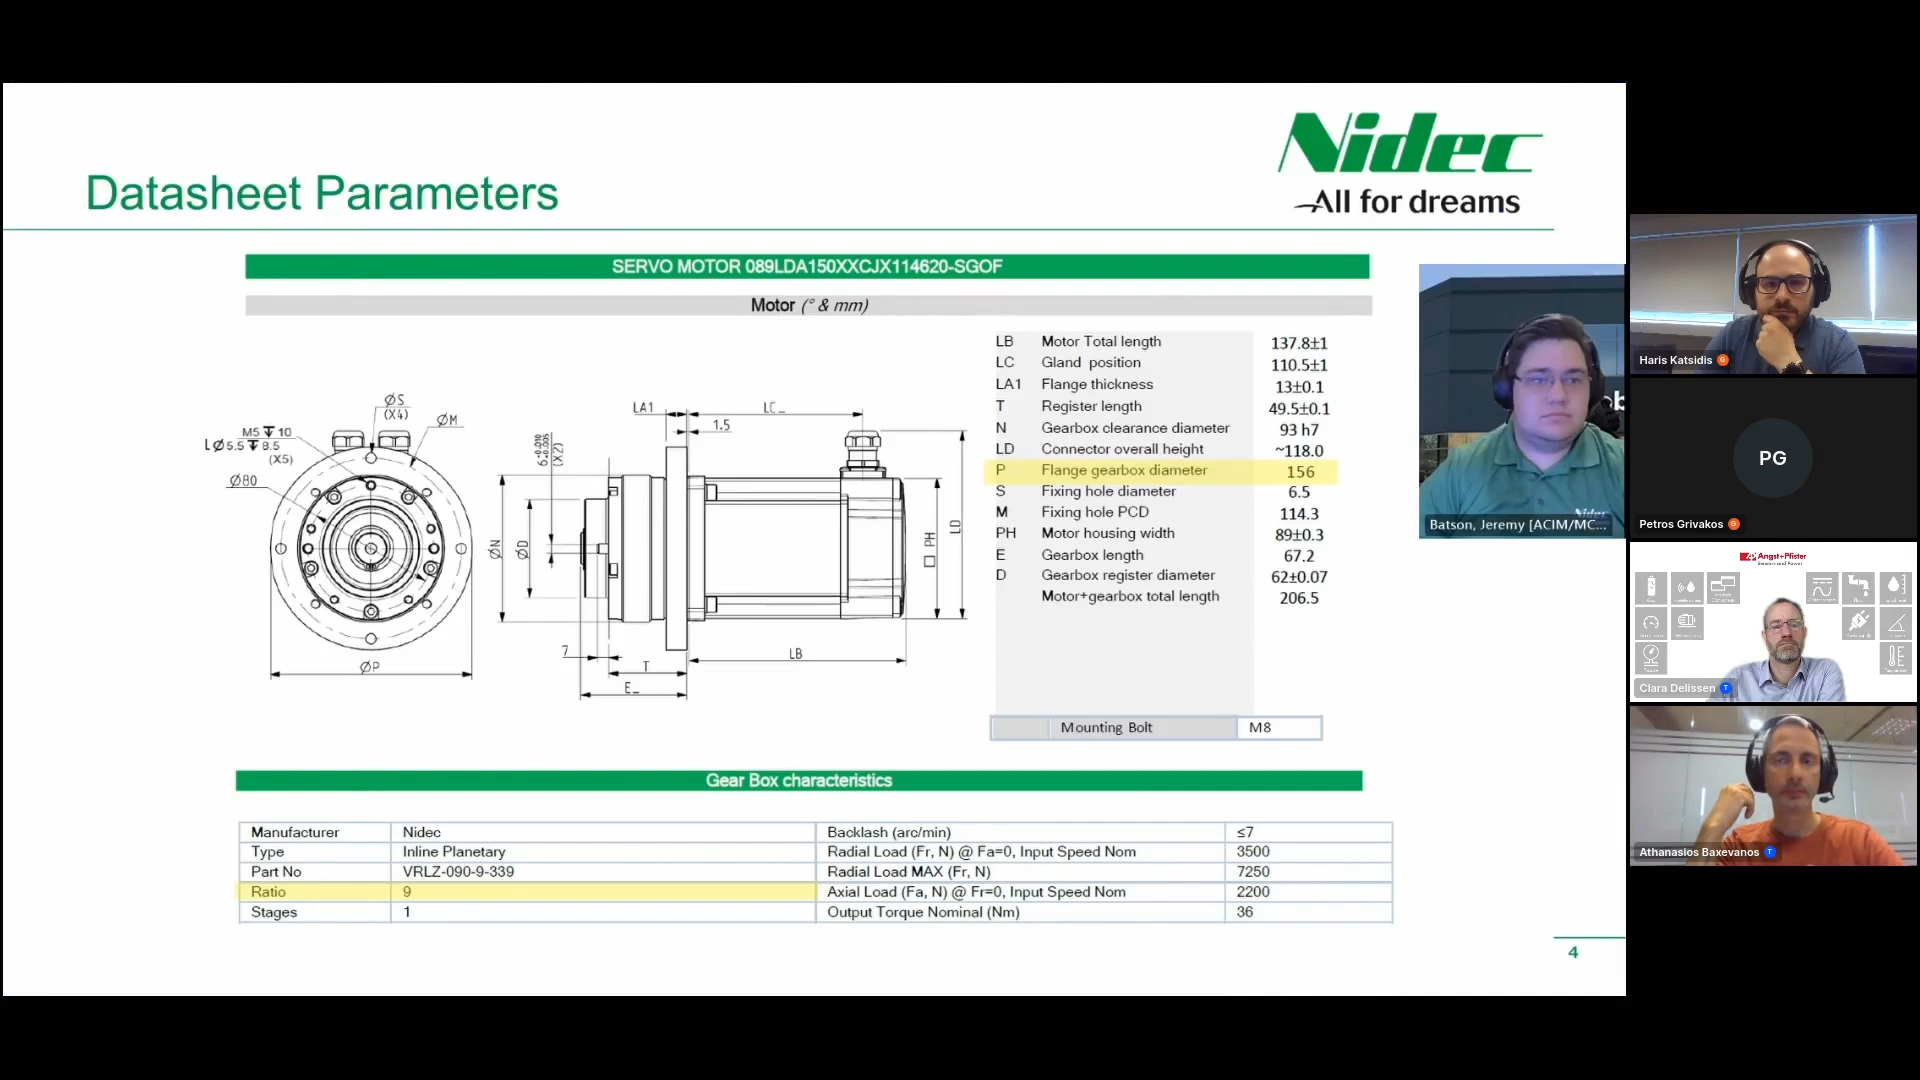 Nidec
All for dreams
Datasheet Parameters
SERVO MOTOR 089LDA150XXCJX114620-SGOF
Motor (° & mm)
LB Motor Total length 137.8±1
LC Gland position 110.5±1
LA1 Flange thickness 13±0.1
T Register length 49.5±0.1
N Gearbox clearance diameter 93 h7
LD Connector overall height ~118.0
P Flange gearbox diameter 156
S Fixing hole diameter 6.5
M Fixing hole PCD 114.3
PH Motor housing width 89±0.3
E Gearbox length 67.2
D Gearbox register diameter 62±0.07
Motor+gearbox total length 206.5
Mounting Bolt M8
ØS
(X4)
ØM
M5 ↧ 10
LØ5.5 ↧ 8.5
(X5)
Ø80
ØP
LA1
LC_
1.5
(X2)
ØN
ØD
□ PH
LD
7
T
E_
LB
Gear Box characteristics
Manufacturer Nidec Backlash (arc/min) ≤7
Type Inline Planetary Radial Load (Fr, N) @ Fa=0, Input Speed Nom 3500
Part No VRLZ-090-9-339 Radial Load MAX (Fr, N) 7250
Ratio 9 Axial Load (Fa, N) @ Fr=0, Input Speed Nom 2200
Stages 1 Output Torque Nominal (Nm) 36
4
Batson, Jeremy [ACIM/MC...
Haris Katsidis G
PG
Petros Grivakos G
Angst+Pfister
Sensors and Power
Clara Delissen T
Athanasios Baxevanos T